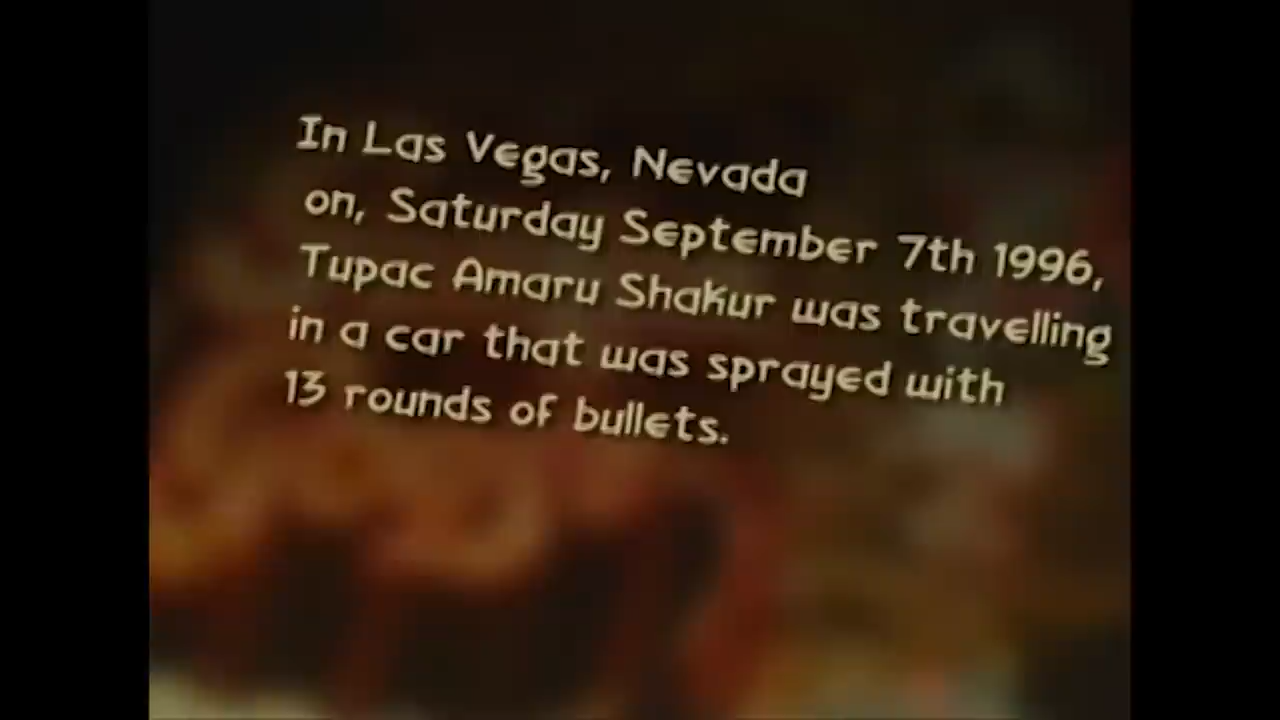 In Las Vegas, Nevada
on, Saturday September 7th 1996,
Tupac Amaru Shakur was travelling
in a car that was sprayed with
13 rounds of bullets.